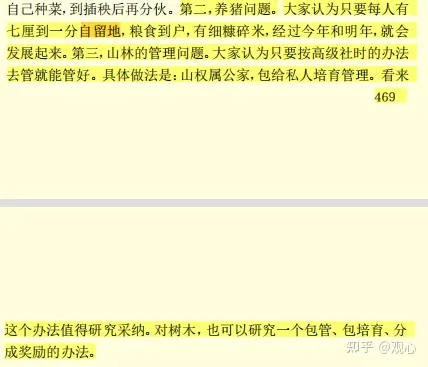 自己种菜,到插秧后再分伙。第二,养猪问题。大家认为只要每人有
七厘到一分自留地,粮食到户,有细糠碎米,经过今年和明年,就会
发展起来。第三,山林的管理问题。大家认为只要按高级社时的办法
去管就能管好。具体做法是:山权属公家,包给私人培育管理。看来
469
这个办法值得研究采纳。对树木,也可以研究一个包管、包培育、分
成奖励的办法。
知乎 @观心